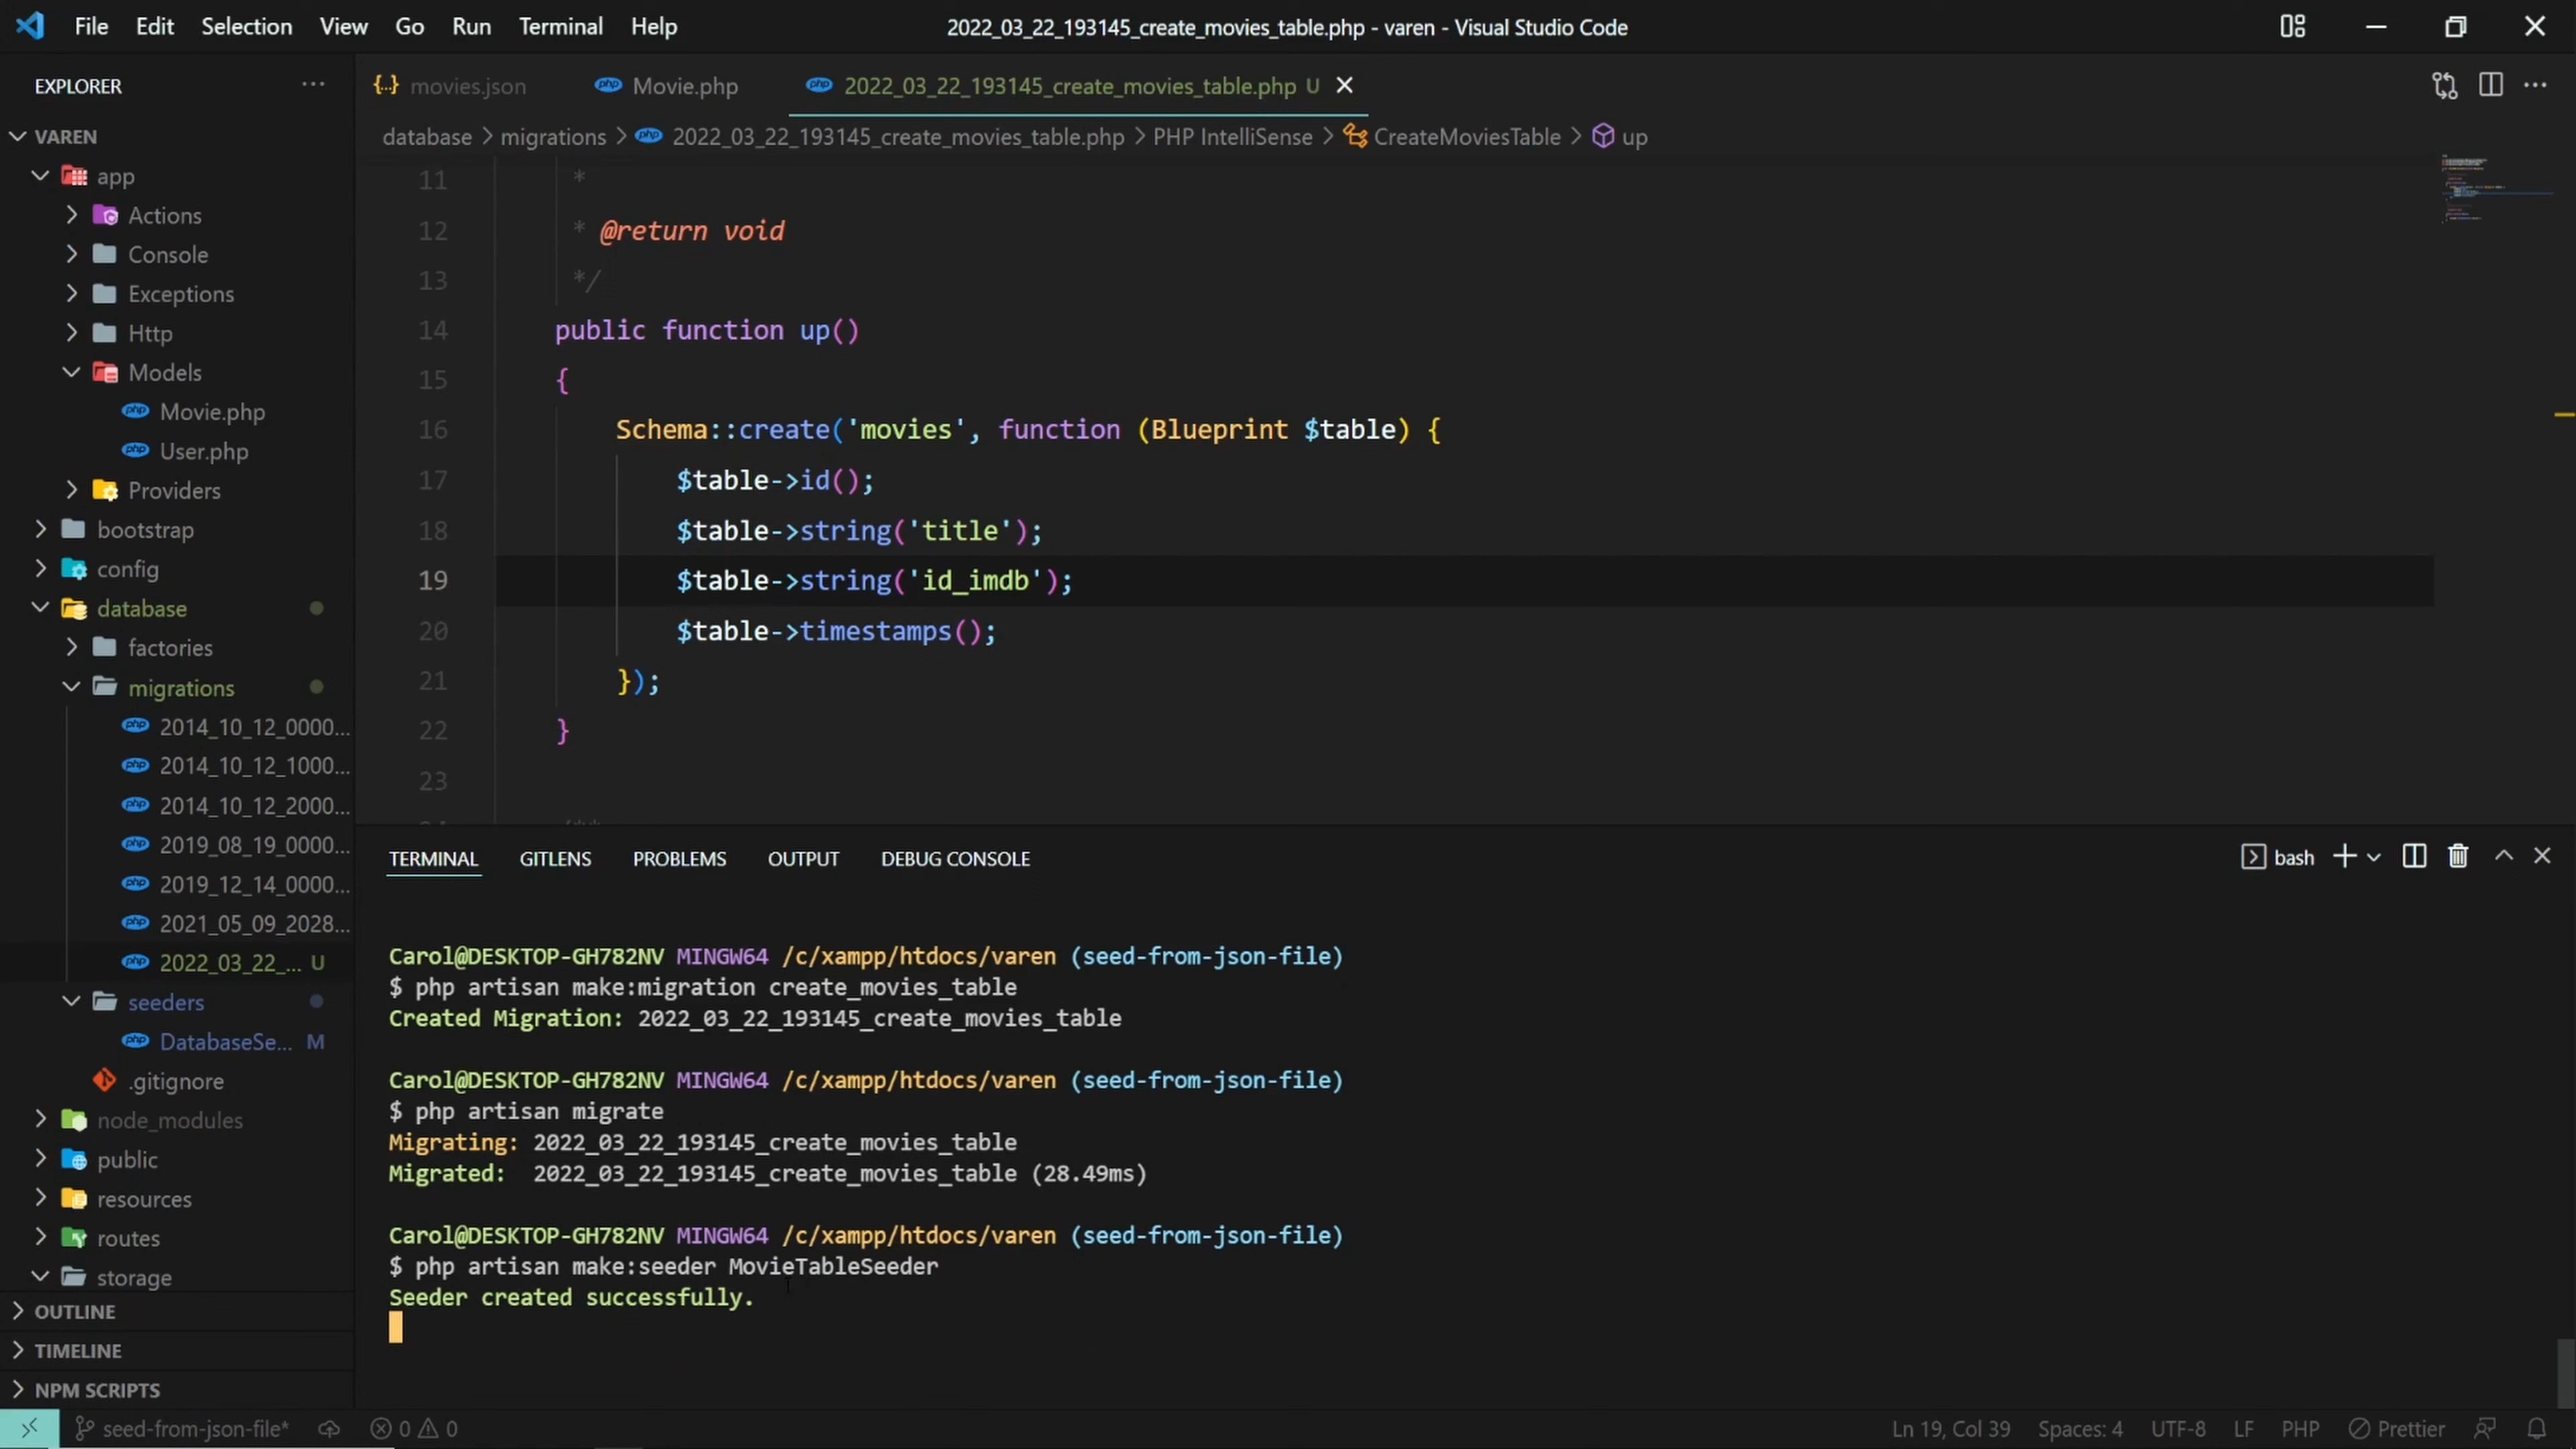 File Edit Selection View Go Run Terminal Help
2022_03_22_193145_create_movies_table.php - varen - Visual Studio Code
EXPLORER
VAREN
app
Actions
Console
Exceptions
Http
Models
Movie.php
User.php
Providers
bootstrap
config
database
factories
migrations
2014_10_12_0000...
2014_10_12_1000...
2014_10_12_2000...
2019_08_19_0000...
2019_12_14_0000...
2021_05_09_2028...
2022_03_22_... U
seeders
DatabaseSe... M
.gitignore
node_modules
public
resources
routes
storage
OUTLINE
TIMELINE
NPM SCRIPTS
{..} movies.json
php Movie.php
php 2022_03_22_193145_create_movies_table.php U
database > migrations > php 2022_03_22_193145_create_movies_table.php > PHP IntelliSense > CreateMoviesTable > up
11 *
12 * @return void
13 */
14 public function up()
15 {
16 Schema::create('movies', function (Blueprint $table) {
17 $table->id();
18 $table->string('title');
19 $table->string('id_imdb');
20 $table->timestamps();
21 });
22 }
23
TERMINAL GITLENS PROBLEMS OUTPUT DEBUG CONSOLE
bash
Carol@DESKTOP-GH782NV MINGW64 /c/xampp/htdocs/varen (seed-from-json-file)
$ php artisan make:migration create_movies_table
Created Migration: 2022_03_22_193145_create_movies_table
Carol@DESKTOP-GH782NV MINGW64 /c/xampp/htdocs/varen (seed-from-json-file)
$ php artisan migrate
Migrating: 2022_03_22_193145_create_movies_table
Migrated:  2022_03_22_193145_create_movies_table (28.49ms)
Carol@DESKTOP-GH782NV MINGW64 /c/xampp/htdocs/varen (seed-from-json-file)
$ php artisan make:seeder MovieTableSeeder
Seeder created successfully.
seed-from-json-file* 0 0
Ln 19, Col 39 Spaces: 4 UTF-8 LF PHP Prettier